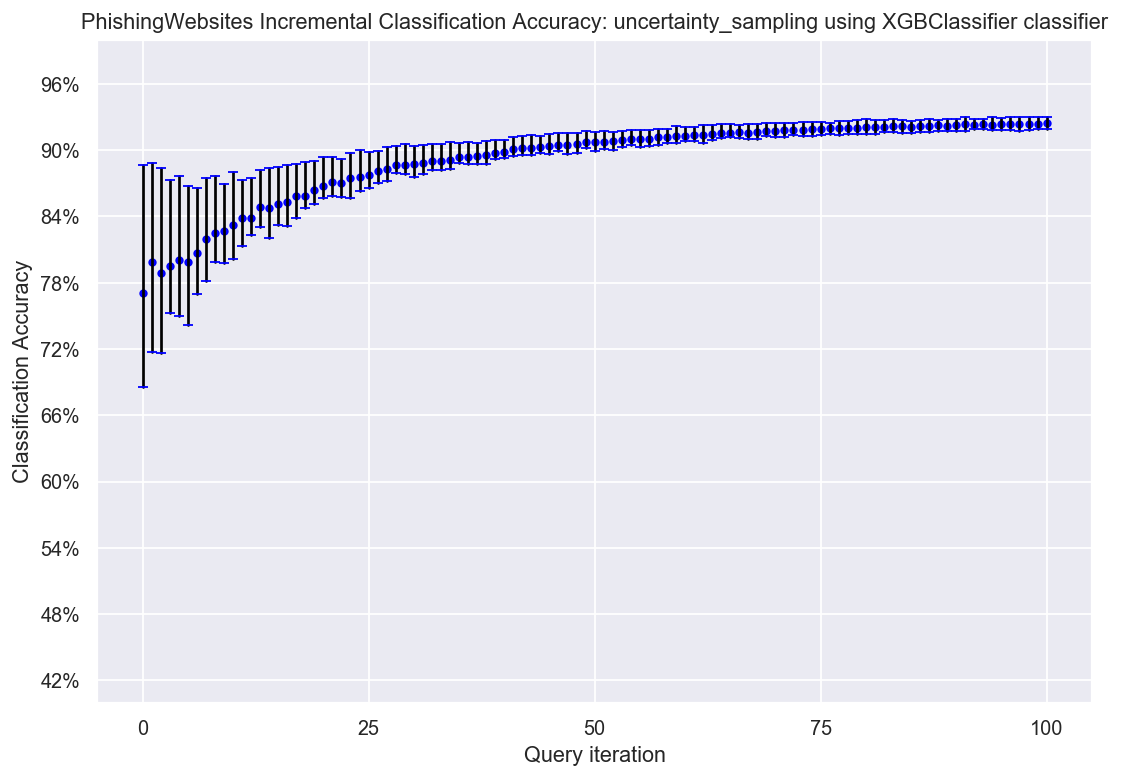 PhishingWebsites Incremental Classification Accuracy: uncertainty_sampling using XGBClassifier classifier
96%
90%
84%
78%
72%
66%
60%
54%
48%
42%
Classification Accuracy
0 25 50 75 100
Query iteration